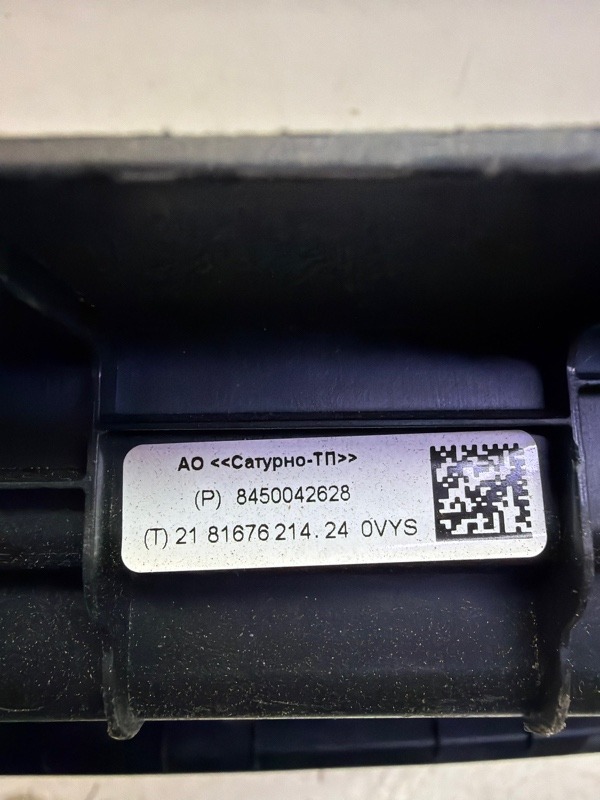 АО <<Сатурно-ТП>>
(P) 8450042628
(T) 21 81676 214.24 0VYS